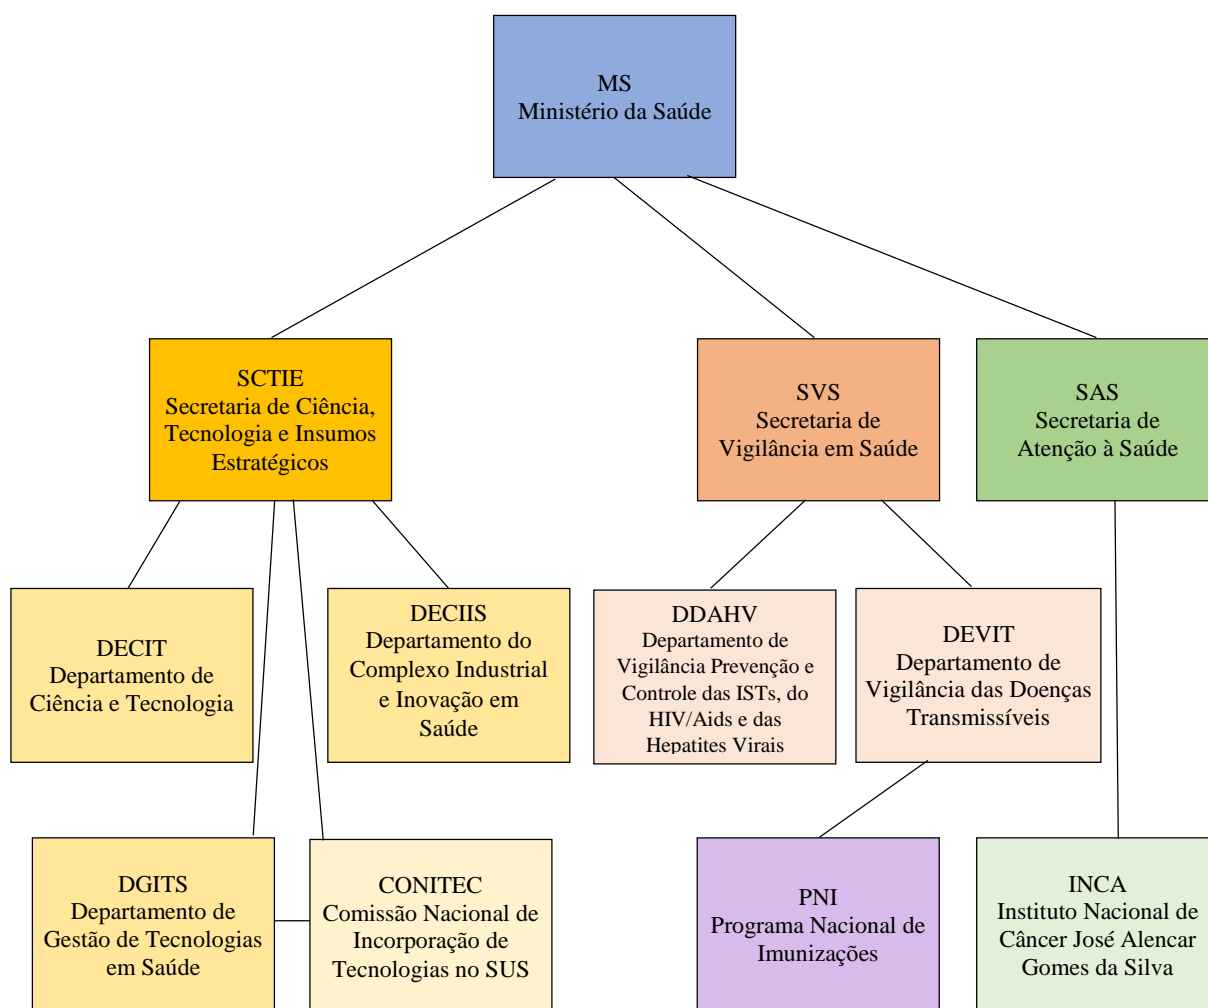 MS
Ministério da Saúde
SCTIE
Secretaria de Ciência,
Tecnologia e Insumos
Estratégicos
SVS
Secretaria de
Vigilância em Saúde
SAS
Secretaria de
Atenção à Saúde
DECIT
Departamento de
Ciência e Tecnologia
DECIIS
Departamento do
Complexo Industrial
e Inovação em
Saúde
DDAHV
Departamento de
Vigilância Prevenção e
Controle das ISTs, do
HIV/Aids e das
Hepatites Virais
DEVIT
Departamento de
Vigilância das Doenças
Transmissíveis
DGITS
Departamento de
Gestão de Tecnologias
em Saúde
CONITEC
Comissão Nacional de
Incorporação de
Tecnologias no SUS
PNI
Programa Nacional de
Imunizações
INCA
Instituto Nacional de
Câncer José Alencar
Gomes da Silva